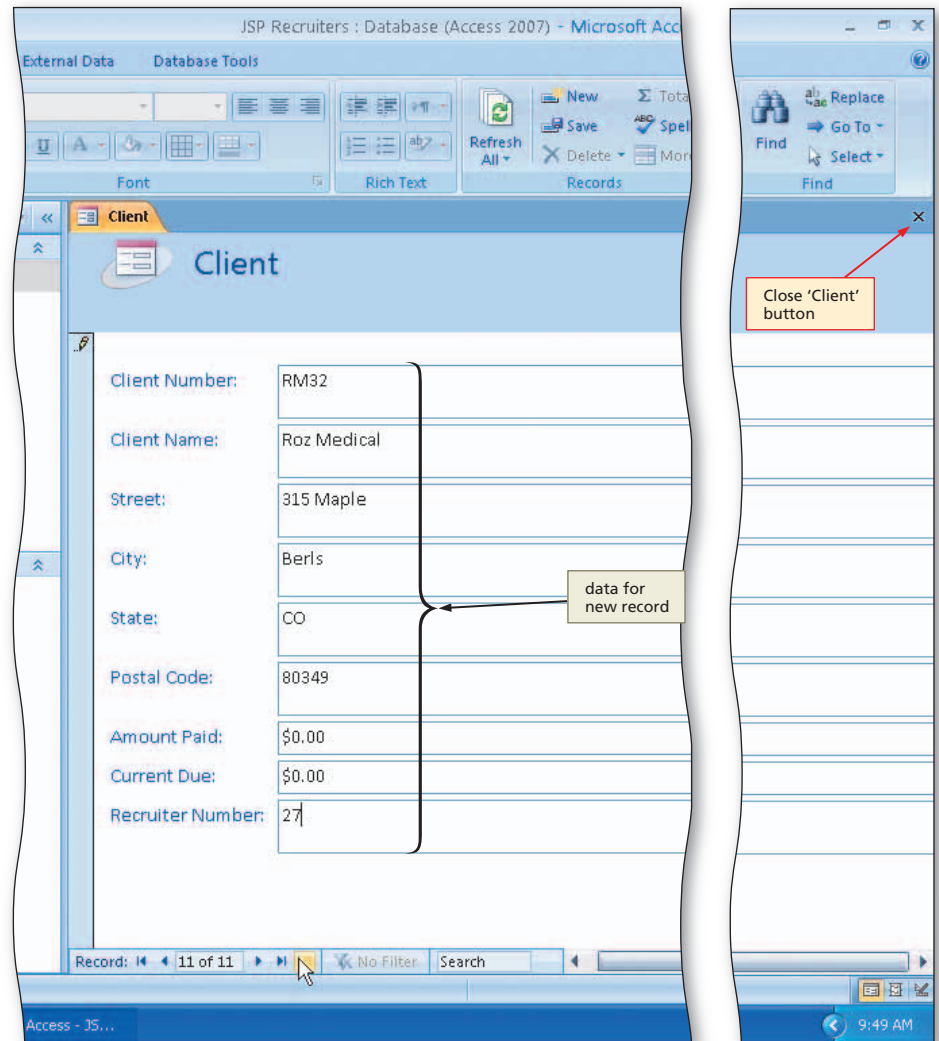 JSP Recruiters : Database (Access 2007) - Microsoft Acc
External Data Database Tools
New Σ Tota
Replace
U A
Refresh All
Save
ABC Spel
Find
Go To
Delete
Mor
Select
Font Rich Text Records Find
Client
Client
Close 'Client'
button
Client Number: RM32
Client Name: Roz Medical
Street: 315 Maple
City: Berls
data for
new record
State: CO
Postal Code: 80349
Amount Paid: $0.00
Current Due: $0.00
Recruiter Number: 27
Record: 11 of 11 No Filter Search
Access - JS... 9:49 AM